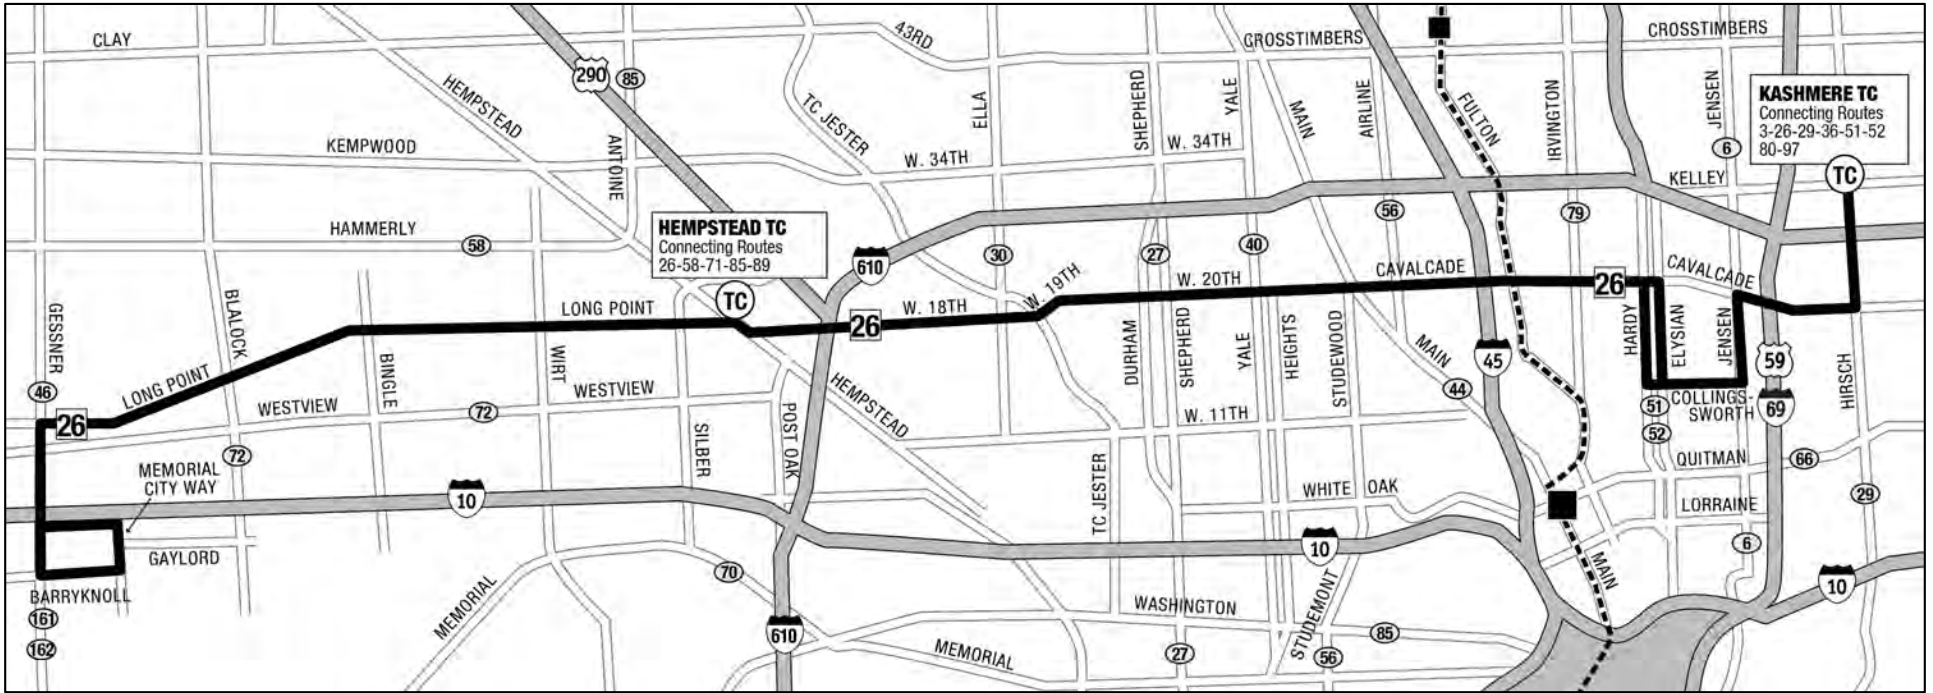 CLAY
43RD
CROSSTIMBERS
CROSSTIMBERS
290
85
HEMPSTEAD
TC JESTER
ELLA
SHEPHERD
YALE
MAIN
AIRLINE
FULTON
IRVINGTON
JENSEN
6
KASHMERE TC
Connecting Routes
3-26-29-36-51-52
80-97
TC
KEMPWOOD
ANTOINE
W. 34TH
W. 34TH
KELLEY
HAMMERLY
58
HEMPSTEAD TC
Connecting Routes
26-58-71-85-89
TC
610
30
27
40
56
79
GESSNER
BLALOCK
LONG POINT
26
W. 18TH
W. 19TH
W. 20TH
CAVALCADE
26
CAVALCADE
HARDY
ELYSIAN
JENSEN
59
HIRSCH
46
LONG POINT
26
BINGLE
WIRT
WESTVIEW
72
WESTVIEW
72
SILBER
POST OAK
HEMPSTEAD
DURHAM
SHEPHERD
YALE
HEIGHTS
STUDEWOOD
MAIN
44
45
W. 11TH
51
52
COLLINGS-
SWORTH
69
MEMORIAL
CITY WAY
10
TC JESTER
WHITE OAK
QUITMAN
66
LORRAINE
29
GAYLORD
10
6
BARRYKNOLL
161
162
MEMORIAL
70
610
WASHINGTON
MEMORIAL
27
STUDEMONT
56
85
MAIN
10